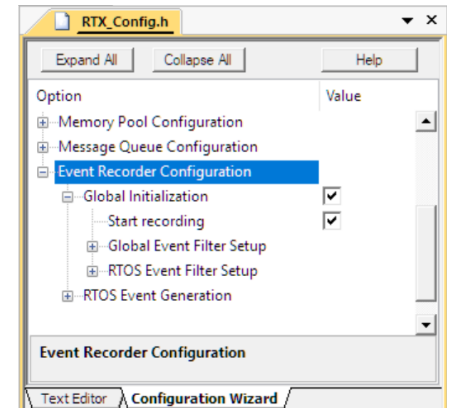 RTX_Config.h
Expand All Collapse All Help
Option Value
Memory Pool Configuration
Message Queue Configuration
Event Recorder Configuration
Global Initialization
Start recording
Global Event Filter Setup
RTOS Event Filter Setup
RTOS Event Generation
Event Recorder Configuration
Text Editor Configuration Wizard